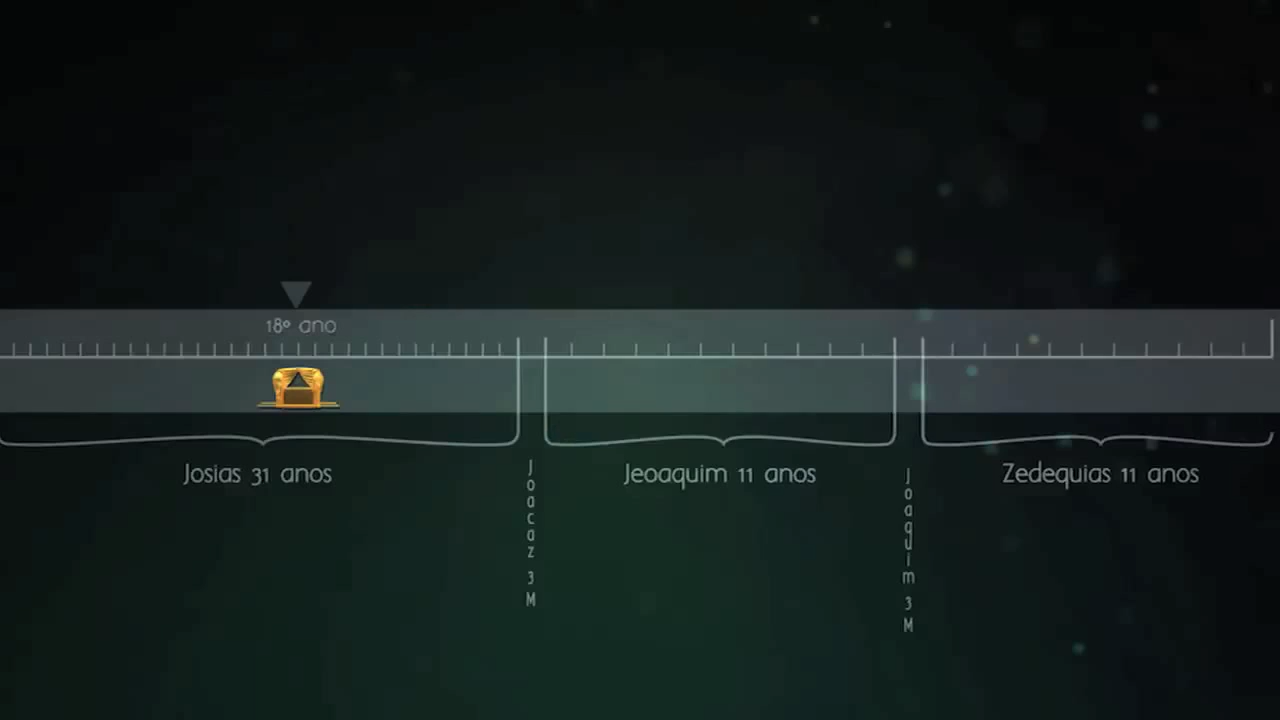 18º ano
Josias 31 anos
Joacaz 3 M
Jeoaquim 11 anos
Joaquim 3 M
Zedequias 11 anos